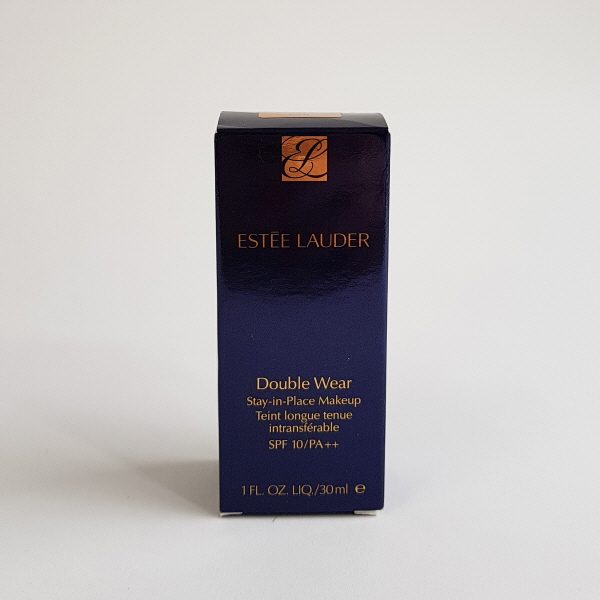 EL
ESTĒE LAUDER
Double Wear
Stay-in-Place Makeup
Teint longue tenue
intransférable
SPF 10/PA++
1 FL. OZ. LIQ./30ml ℮